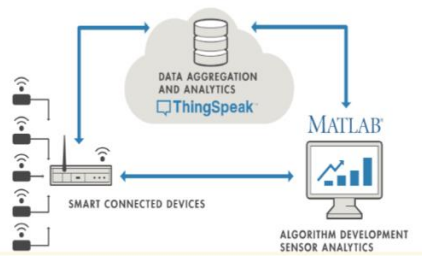 DATA AGGREGATION
AND ANALYTICS
ThingSpeak™
MATLAB®
SMART CONNECTED DEVICES
ALGORITHM DEVELOPMENT
SENSOR ANALYTICS